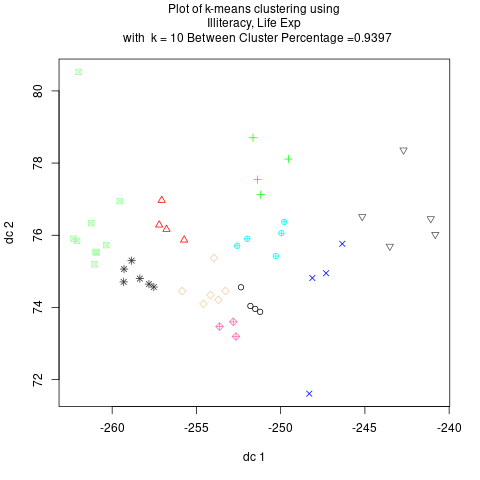 Plot of k-means clustering using
Illiteracy, Life Exp
with k = 10 Between Cluster Percentage =0.9397
80
78
76
74
72
dc 2
-260
-255
-250
-245
-240
dc 1